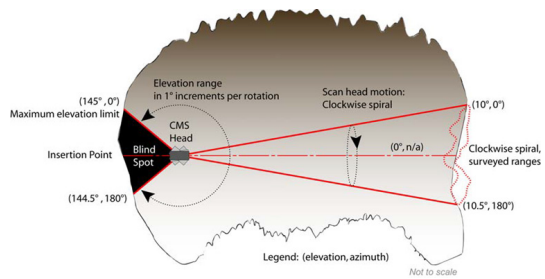 Elevation range
in 1° increments per rotation
Scan head motion:
Clockwise spiral
(145°, 0°)
Maximum elevation limit
(10°, 0°)
CMS
Head
Insertion Point
Blind
Spot
(0°, n/a)
Clockwise spiral,
surveyed ranges
(144.5°, 180°)
(10.5°, 180°)
Legend: (elevation, azimuth)
Not to scale